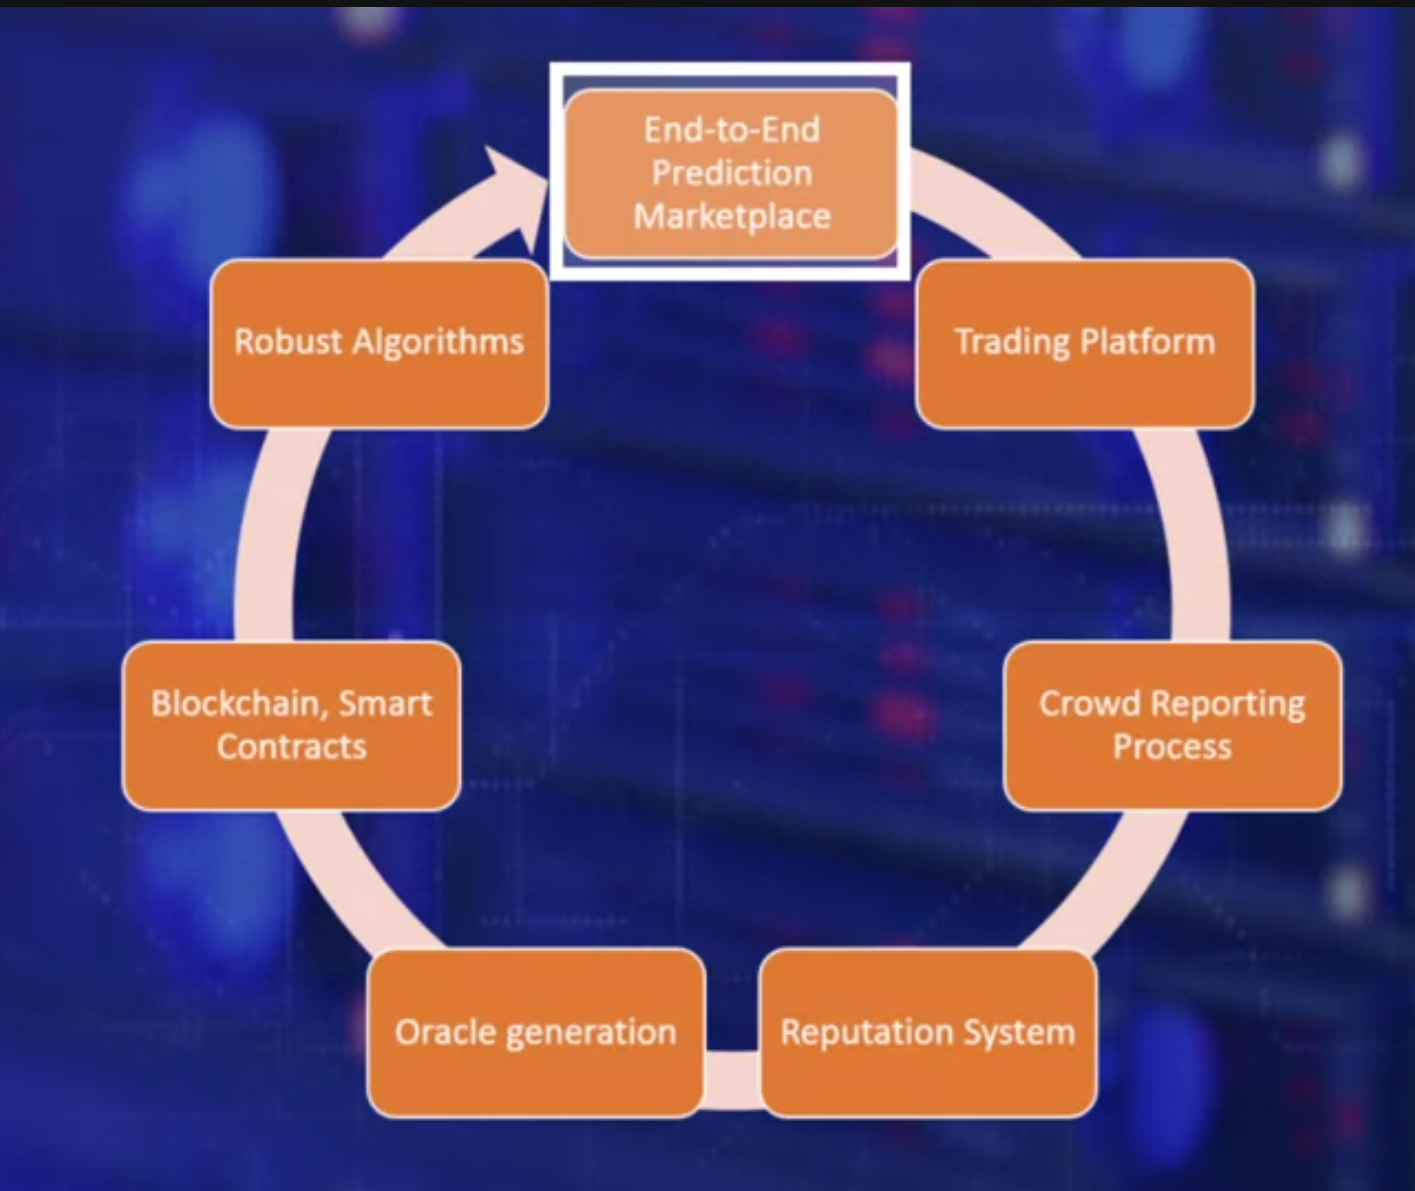 End-to-End
Prediction
Marketplace
Trading Platform
Crowd Reporting
Process
Reputation System
Oracle generation
Blockchain, Smart
Contracts
Robust Algorithms